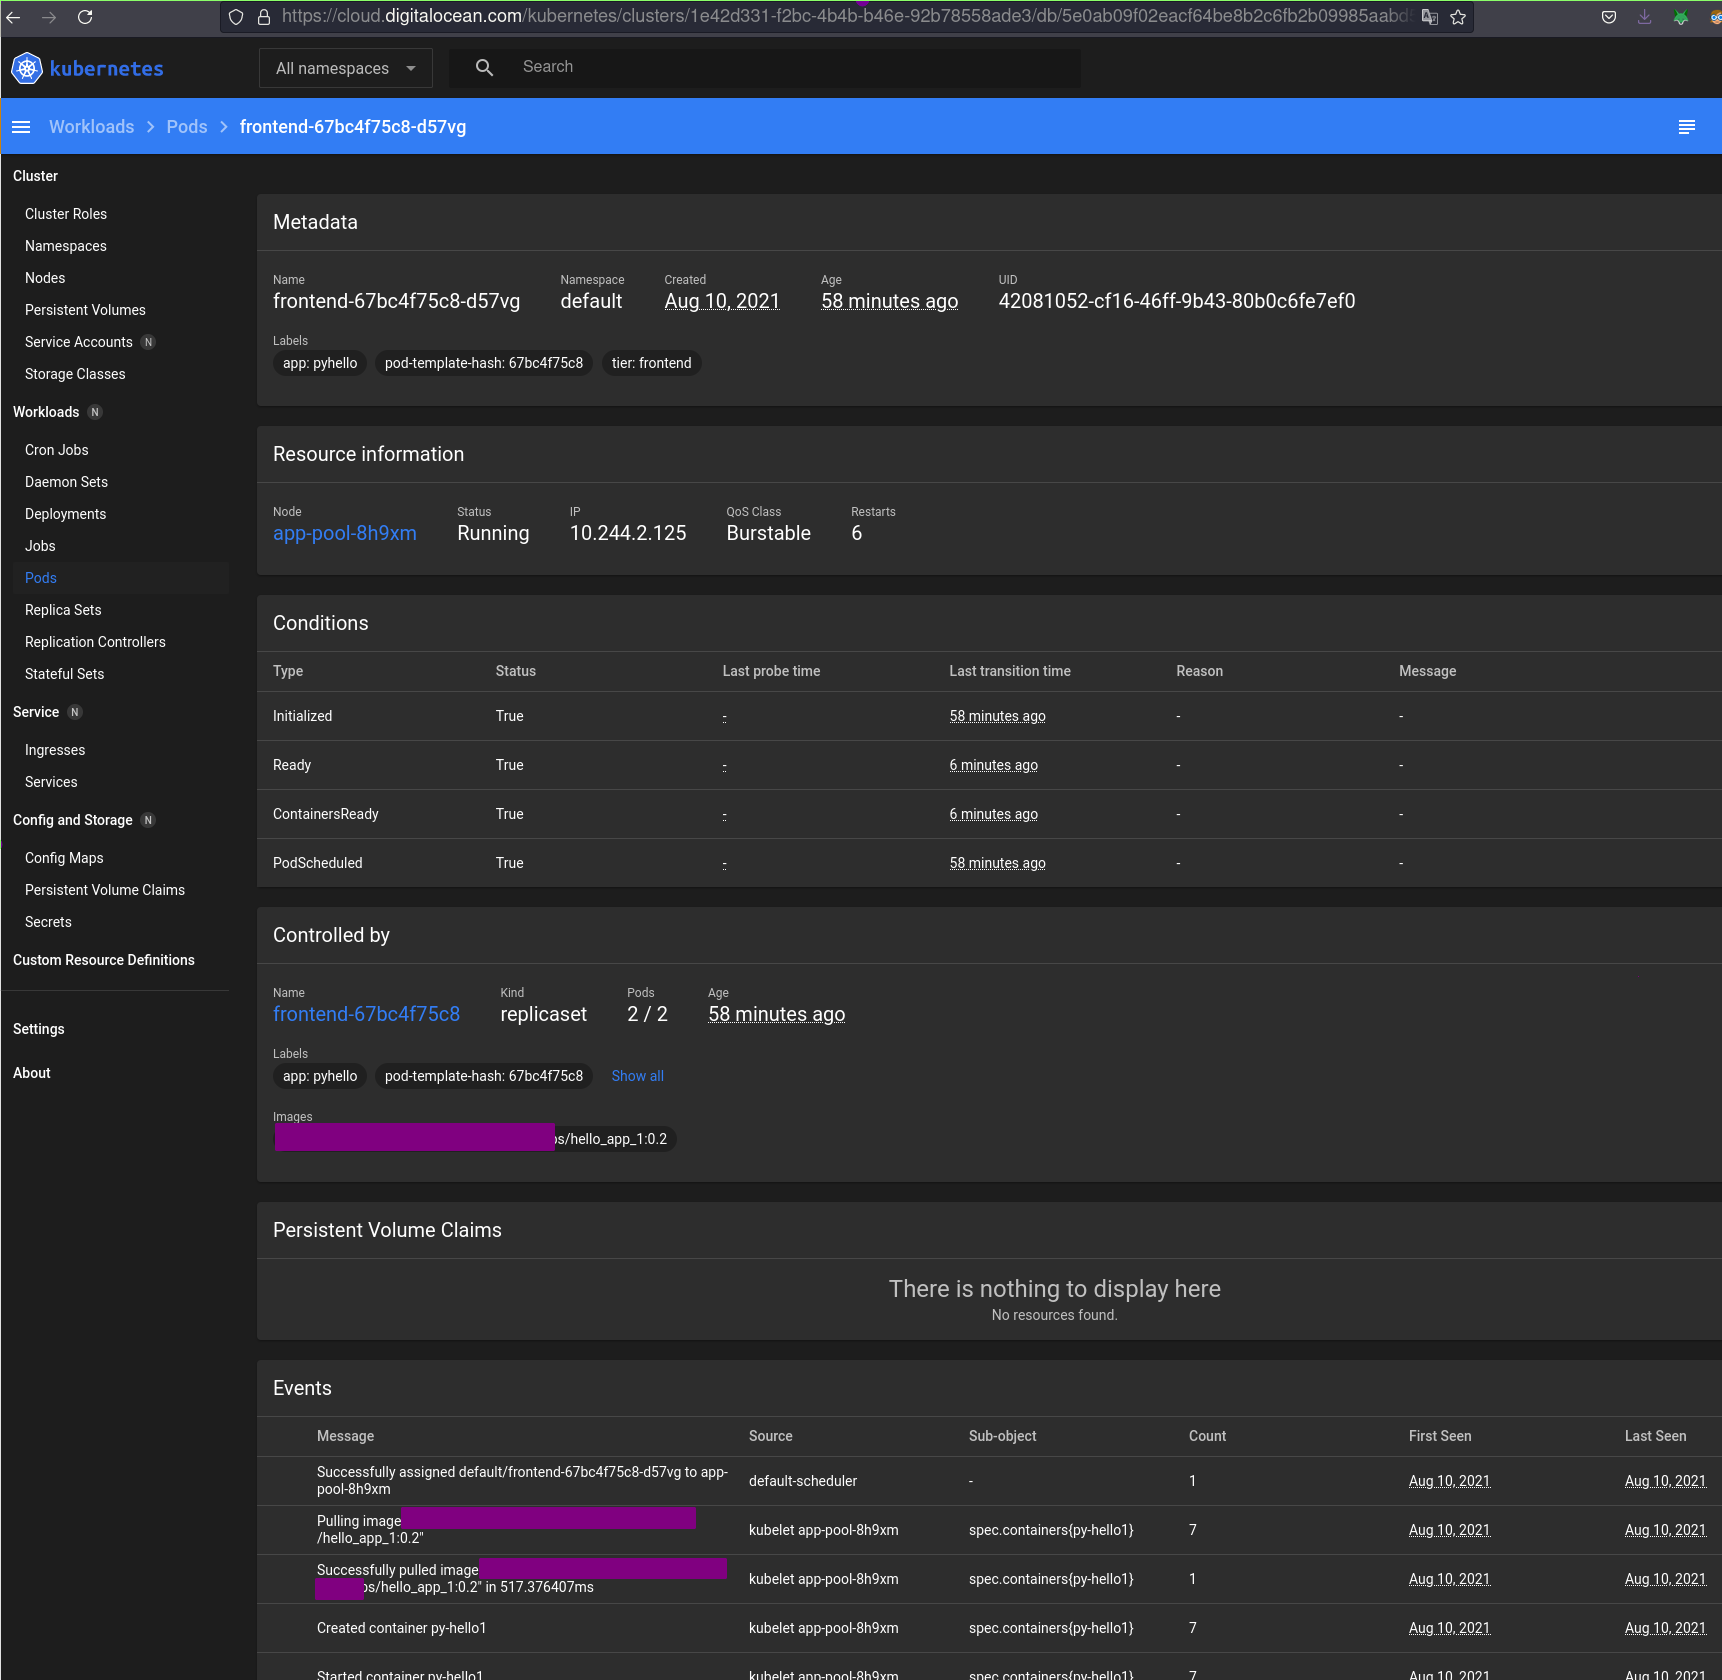 https://cloud.digitalocean.com/kubernetes/clusters/1e42d331-f2bc-4b4b-b46e-92b78558ade3/db/5e0ab09f02eacf64be8b2c6fb2b09985aabd
kubernetes
All namespaces
Search
Workloads > Pods > frontend-67bc4f75c8-d57vg
Cluster
Cluster Roles
Namespaces
Nodes
Persistent Volumes
Service Accounts N
Storage Classes
Workloads N
Cron Jobs
Daemon Sets
Deployments
Jobs
Pods
Replica Sets
Replication Controllers
Stateful Sets
Service N
Ingresses
Services
Config and Storage N
Config Maps
Persistent Volume Claims
Secrets
Custom Resource Definitions
Settings
About
Metadata
Name Namespace Created Age UID
frontend-67bc4f75c8-d57vg default Aug 10, 2021 58 minutes ago 42081052-cf16-46ff-9b43-80b0c6fe7ef0
Labels
app: pyhello pod-template-hash: 67bc4f75c8 tier: frontend
Resource information
Node Status IP QoS Class Restarts
app-pool-8h9xm Running 10.244.2.125 Burstable 6
Conditions
Type Status Last probe time Last transition time Reason Message
Initialized True - 58 minutes ago - -
Ready True - 6 minutes ago - -
ContainersReady True - 6 minutes ago - -
PodScheduled True - 58 minutes ago - -
Controlled by
Name Kind Pods Age
frontend-67bc4f75c8 replicaset 2 / 2 58 minutes ago
Labels
app: pyhello pod-template-hash: 67bc4f75c8 Show all
Images
s/hello_app_1:0.2
Persistent Volume Claims
There is nothing to display here
No resources found.
Events
Message Source Sub-object Count First Seen Last Seen
Successfully assigned default/frontend-67bc4f75c8-d57vg to app-
pool-8h9xm default-scheduler - 1 Aug 10, 2021 Aug 10, 2021
Pulling image
/hello_app_1:0.2" kubelet app-pool-8h9xm spec.containers{py-hello1} 7 Aug 10, 2021 Aug 10, 2021
Successfully pulled image
s/hello_app_1:0.2" in 517.376407ms kubelet app-pool-8h9xm spec.containers{py-hello1} 1 Aug 10, 2021 Aug 10, 2021
Created container py-hello1 kubelet app-pool-8h9xm spec.containers{py-hello1} 7 Aug 10, 2021 Aug 10, 2021
Started container py-hello1 kubelet app-pool-8h9xm spec.containers{py-hello1} 7 Aug 10, 2021 Aug 10, 2021